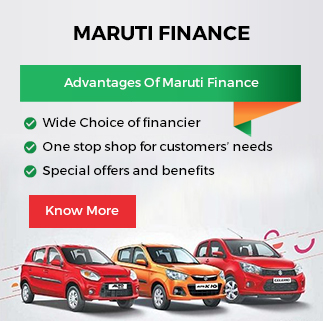 MARUTI FINANCE
Advantages Of Maruti Finance
Wide Choice of financier
One stop shop for customers' needs
Special offers and benefits
Know More